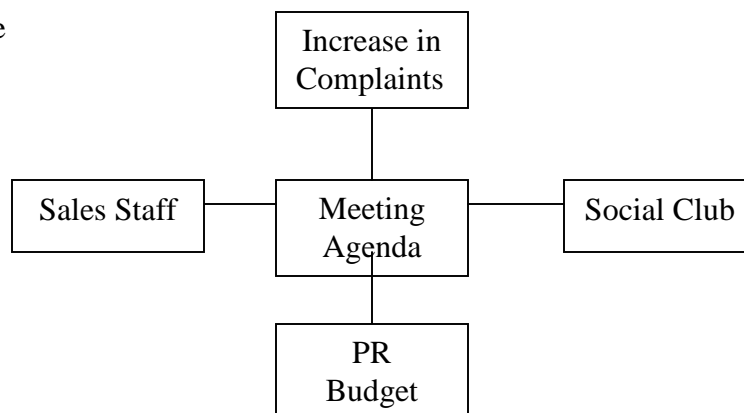 Increase in
Complaints
Sales Staff
Meeting
Agenda
Social Club
PR
Budget